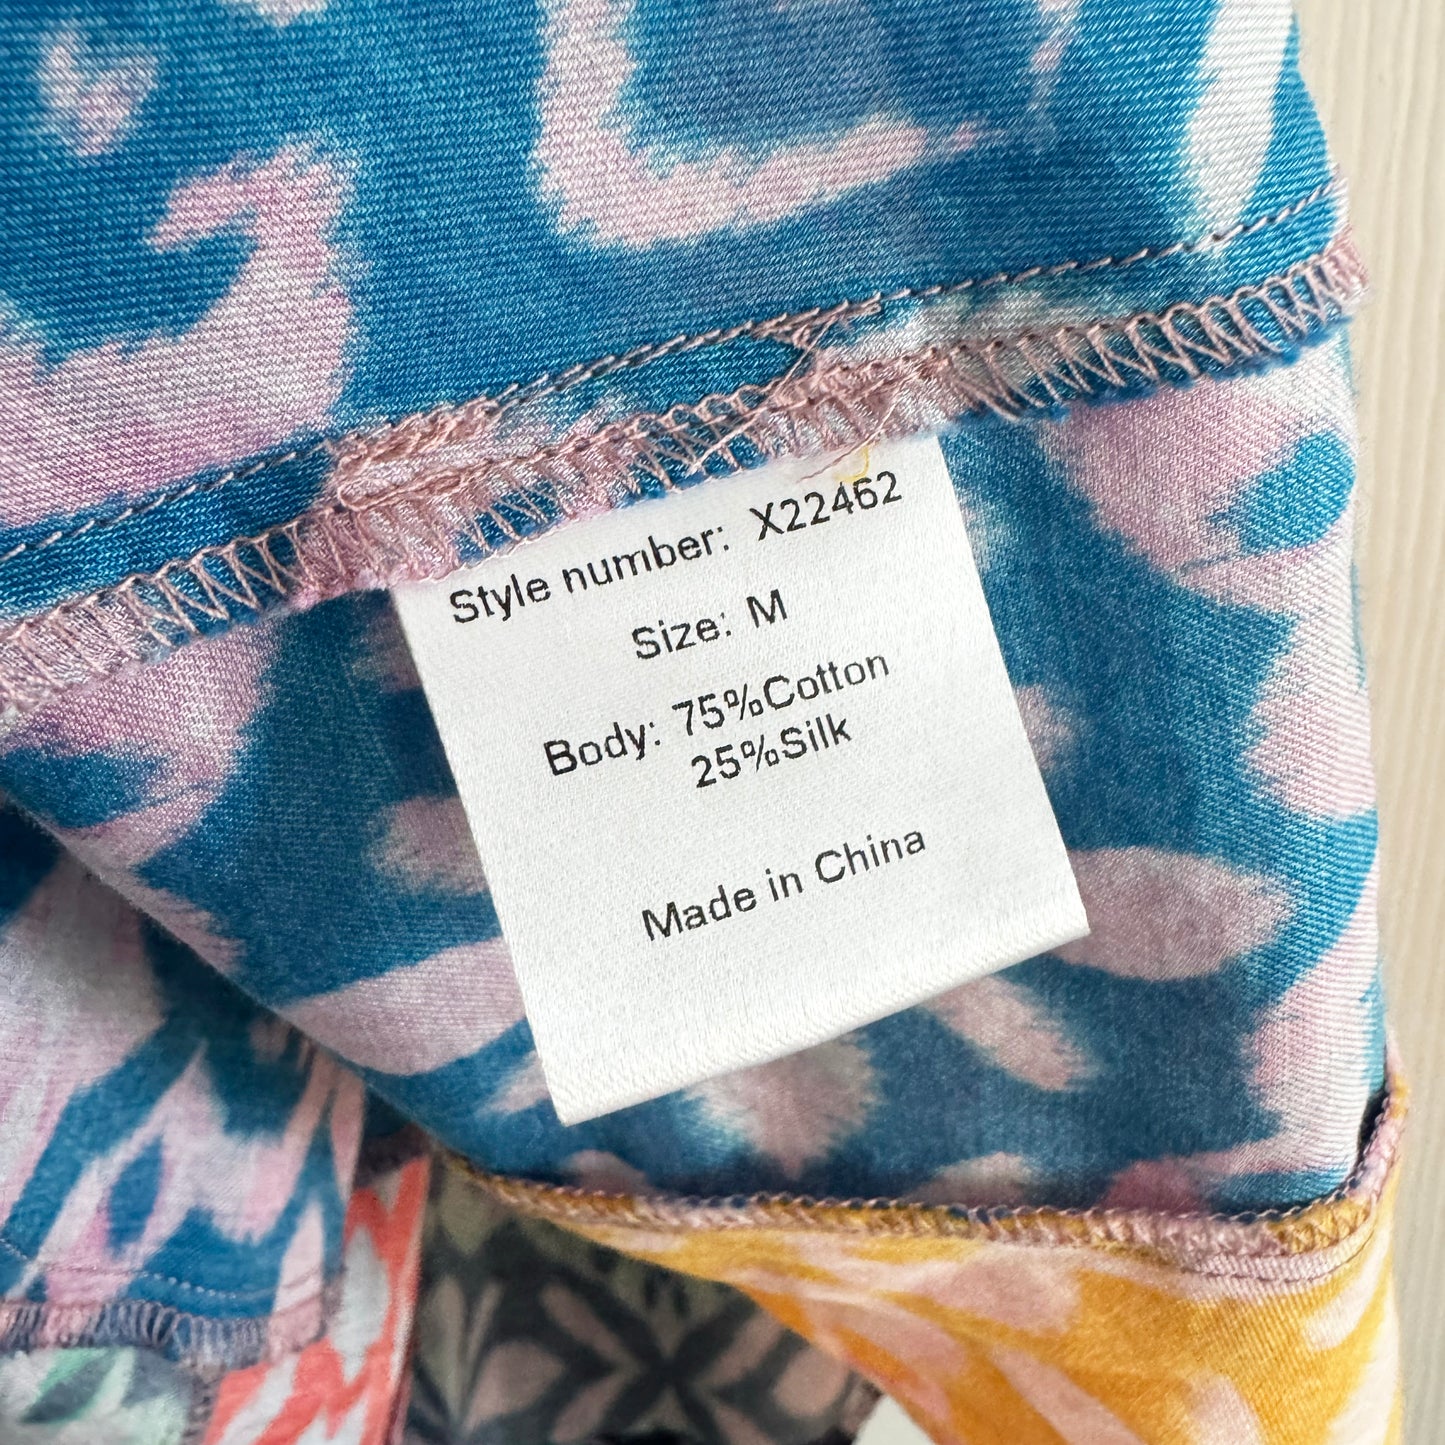 Style number: X22462
Size: M
Body: 75%Cotton
25%Silk
Made in China